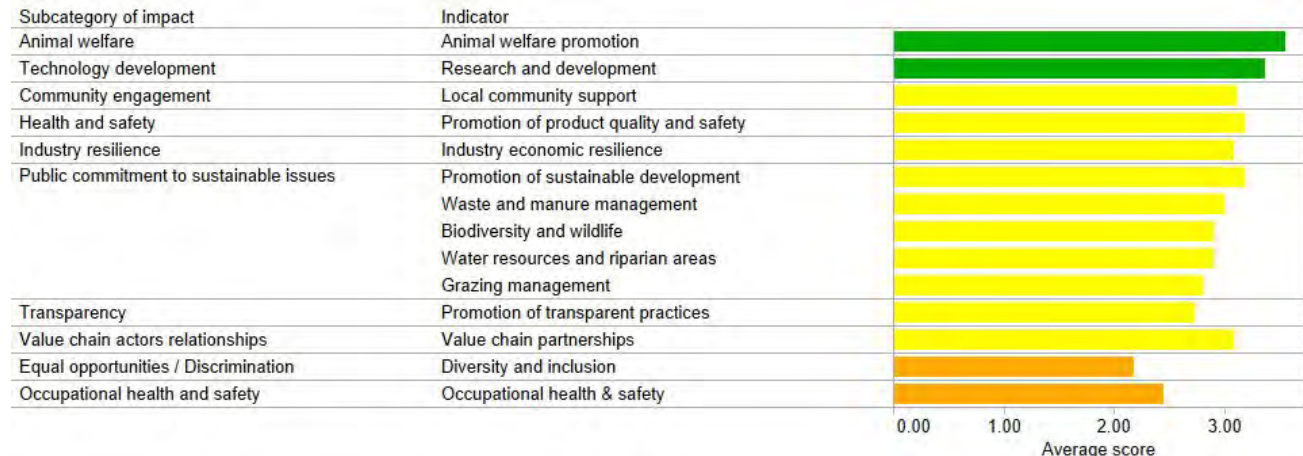 Subcategory of impact Indicator
Animal welfare Animal welfare promotion
Technology development Research and development
Community engagement Local community support
Health and safety Promotion of product quality and safety
Industry resilience Industry economic resilience
Public commitment to sustainable issues Promotion of sustainable development
Waste and manure management
Biodiversity and wildlife
Water resources and riparian areas
Grazing management
Transparency Promotion of transparent practices
Value chain actors relationships Value chain partnerships
Equal opportunities / Discrimination Diversity and inclusion
Occupational health and safety Occupational health & safety
0.00 1.00 2.00 3.00
Average score